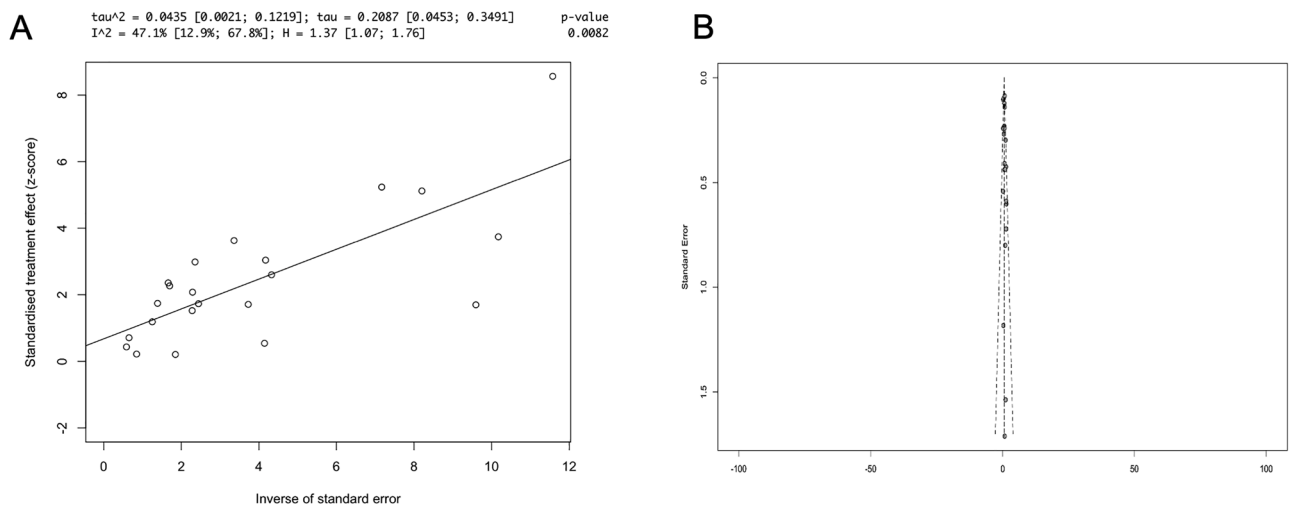 A
tau^2 = 0.0435 [0.0021; 0.1219]; tau = 0.2087 [0.0453; 0.3491] p-value
I^2 = 47.1% [12.9%; 67.8%]; H = 1.37 [1.07; 1.76] 0.0082
Standardised treatment effect (z-score)
8
6
4
2
0
-2
0 2 4 6 8 10 12
Inverse of standard error
B
Standard Error
0.0
0.5
1.0
1.5
-100 -50 0 50 100